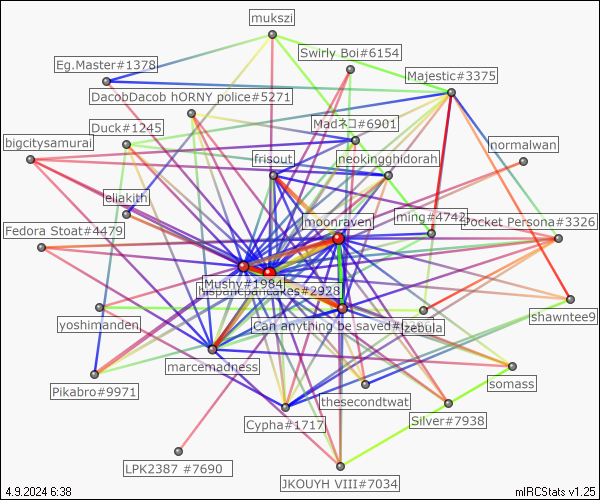 mukszi
Swirly Boi#6154
Eg.Master#1378
Majestic#3375
DacobDacob hORNY police#5271
Madネコ#6901
Duck#1245
bigcitysamurai
normalwan
frisout
neokingghidorah
eliakith
moonraven
ming#4742
Pocket Persona#3326
Fedora Stoat#4479
Mushy#1984
hispanicpancakes#2928
shawntee9
yoshimanden
Can anything be saved#
zebula
marcemadness
Pikabro#9971
somass
thesecondtwat
Cypha#1717
Silver#7938
LPK2387 #7690
JKOUYH VIII#7034
4.9.2024 6:38
mIRCStats v1.25